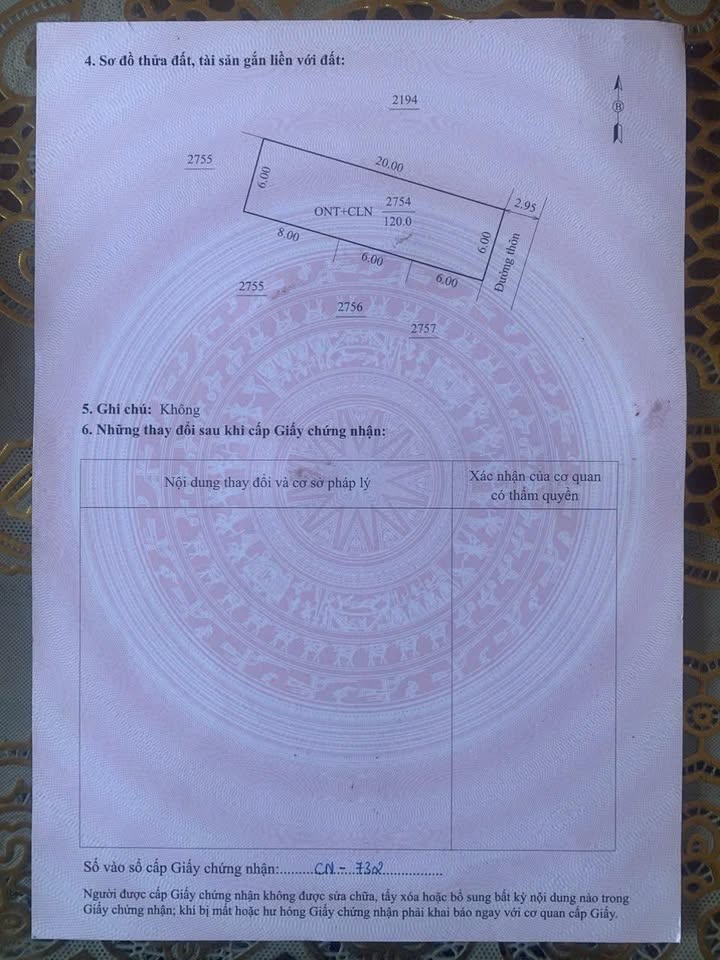 4. Sơ đồ thửa đất, tài sản gắn liền với đất:
B
2194
2755
20.00
6.00
2.95
ONT+CLN 2754
120.0
8.00
6.00
6.00
6.00
Đường thôn
2755
2756
2757
5. Ghi chú: Không
6. Những thay đổi sau khi cấp Giấy chứng nhận:
Nội dung thay đổi và cơ sở pháp lý
Xác nhận của cơ quan
có thẩm quyền
Số vào sổ cấp Giấy chứng nhận:.........CN - 732.................
Người được cấp Giấy chứng nhận không được sửa chữa, tẩy xóa hoặc bổ sung bất kỳ nội dung nào trong
Giấy chứng nhận; khi bị mất hoặc hư hỏng Giấy chứng nhận phải khai báo ngay với cơ quan cấp Giấy.